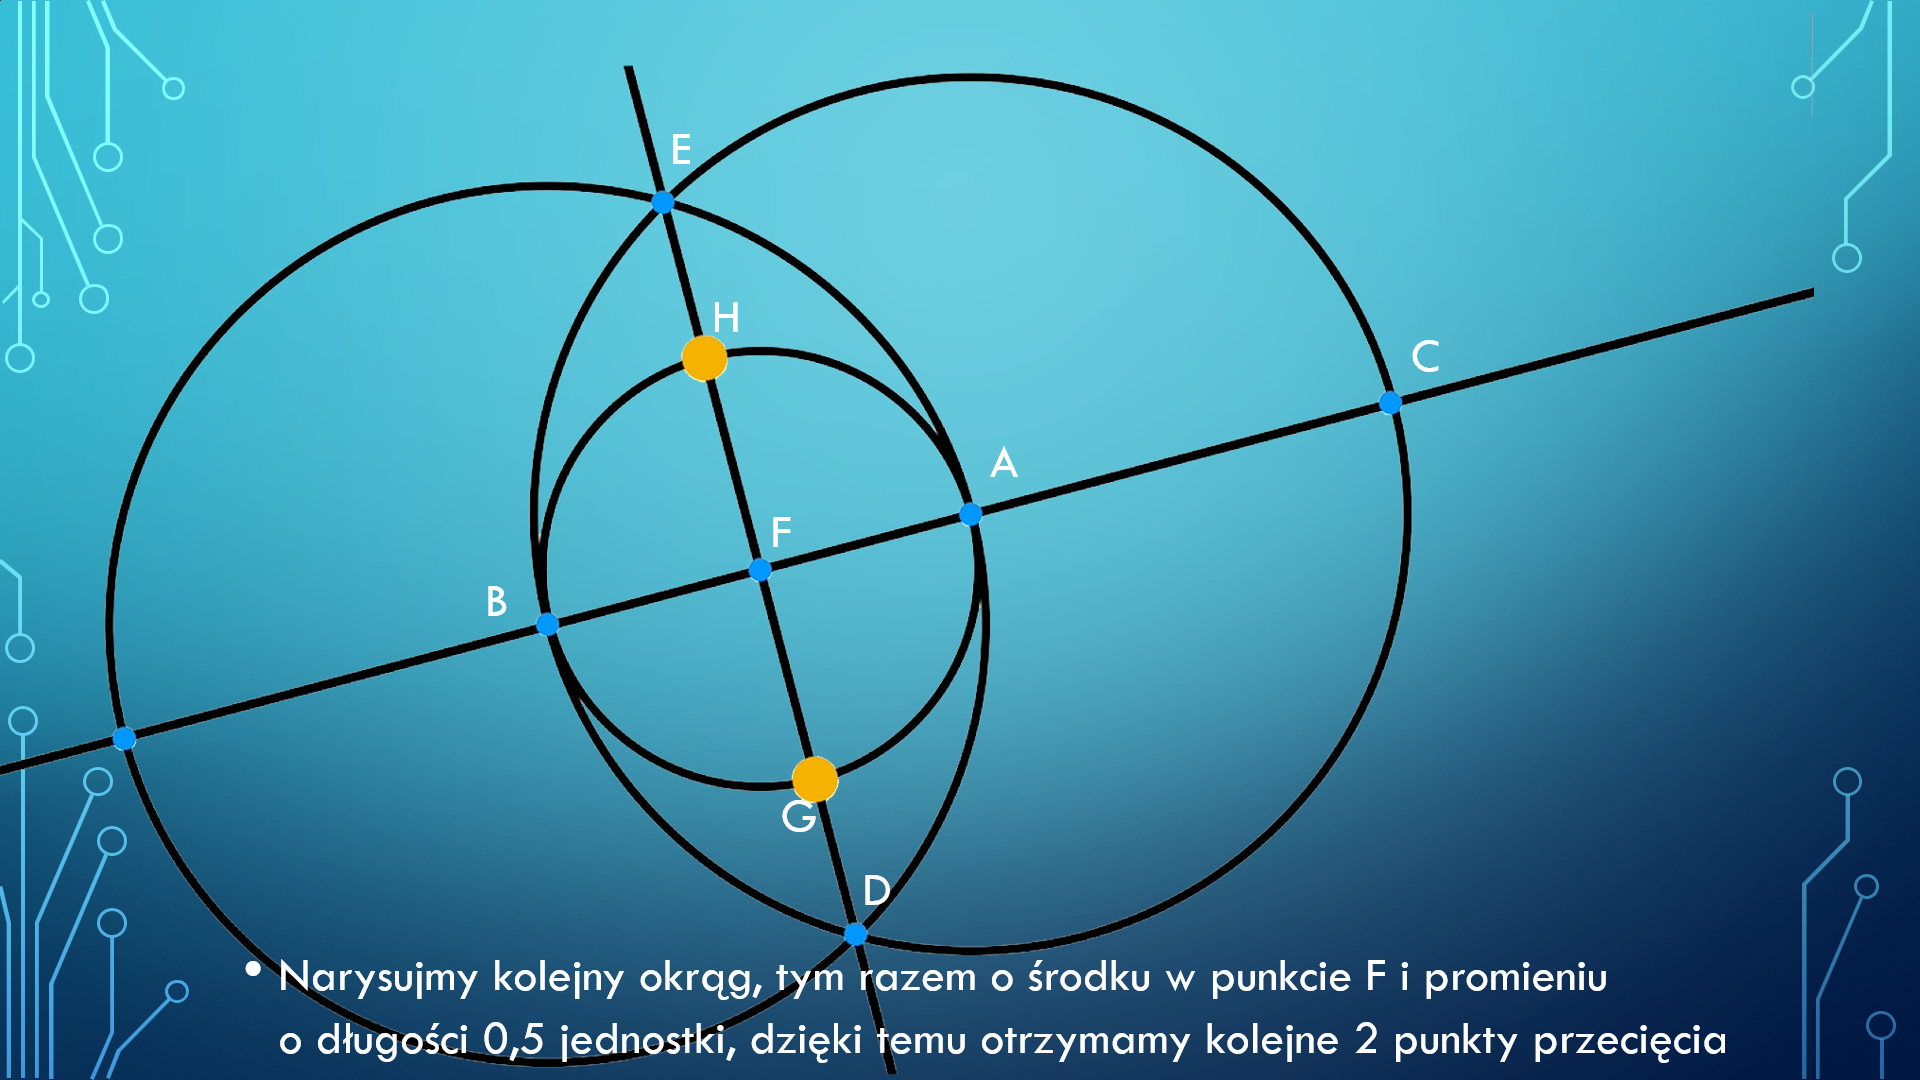 E
H
C
A
F
B
G
D
• Narysujmy kolejny okrąg, tym razem o środku w punkcie F i promieniu
o długości 0,5 jednostki, dzięki temu otrzymamy kolejne 2 punkty przecięcia